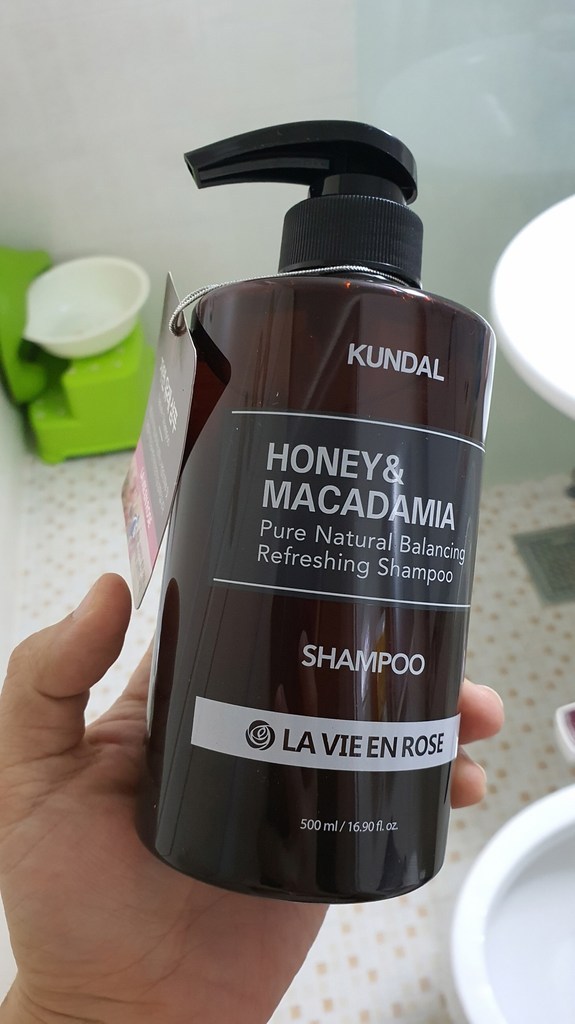 KUNDAL
HONEY&
MACADAMIA
Pure Natural Balancing
Refreshing Shampoo
SHAMPOO
LA VIE EN ROSE
500 ml / 16.90 fl. oz.